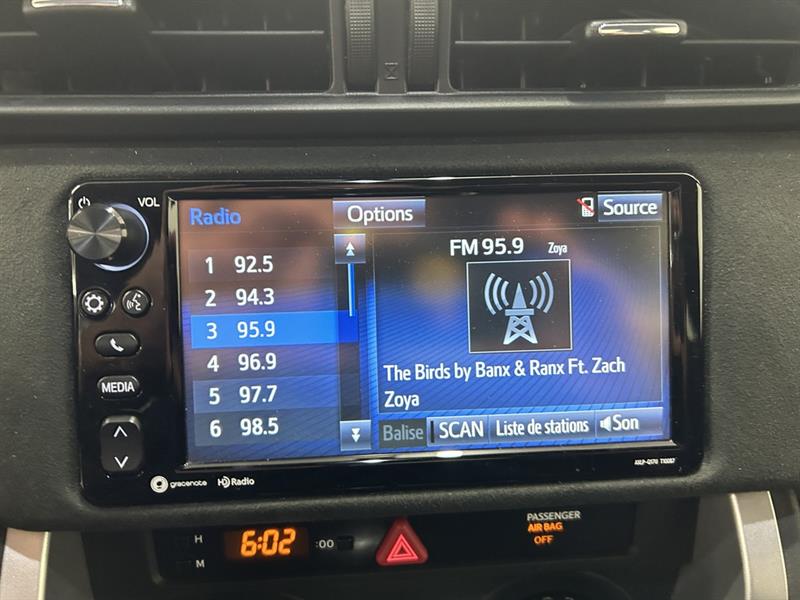 VOL
Radio
Options
Source
FM 95.9 Zoya
1 92.5
2 94.3
3 95.9
4 96.9
5 97.7
6 98.5
The Birds by Banx & Ranx Ft. Zach
Zoya
MEDIA
Balise SCAN Liste de stations Son
gracenote HD Radio
H
6:02 :00
M
PASSENGER
AIR BAG
OFF